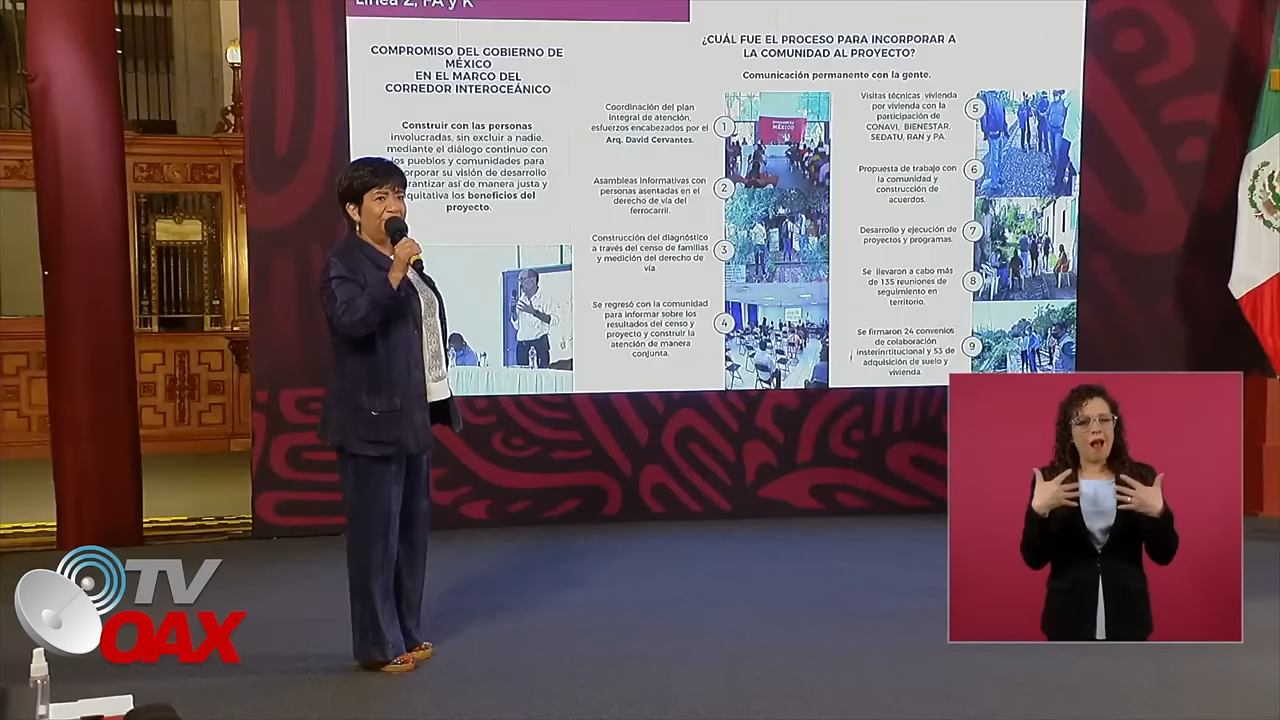 Línea Z, FA y K
COMPROMISO DEL GOBIERNO DE
MÉXICO
EN EL MARCO DEL
CORREDOR INTEROCEÁNICO
Construir con las personas
involucradas, sin excluir a nadie,
mediante el diálogo continuo con
los pueblos y comunidades para
orporar su visión de desarrollo
arantizar así de manera justa y
quitativa los beneficios del
proyecto.
¿CUÁL FUE EL PROCESO PARA INCORPORAR A
LA COMUNIDAD AL PROYECTO?
Comunicación permanente con la gente.
Coordinación del plan
integral de atención,
esfuerzos encabezados por el
Arq. David Cervantes.
1
Asambleas informativas con
personas asentadas en el
derecho de vía del
ferrocarril.
2
Construcción del diagnóstico
a través del censo de familias
y medición del derecho de
vía.
3
Se regresó con la comunidad
para informar sobre los
resultados del censo y
proyecto y construir la
atención de manera
conjunta.
4
MÉXICO
Visitas técnicas vivienda
por vivienda con la
participación de
CONAVI, BIENESTAR,
SEDATU, RAN y PA.
5
Propuesta de trabajo con
la comunidad y
construcción de
acuerdos.
6
Desarrollo y ejecución de
proyectos y programas.
7
Se llevaron a cabo más
de 135 reuniones de
seguimiento en
territorio.
8
Se firmaron 24 convenios
de colaboración
insterinrtitucional y 53 de
adquisición de suelo y
vivienda.
9
TV
OAX